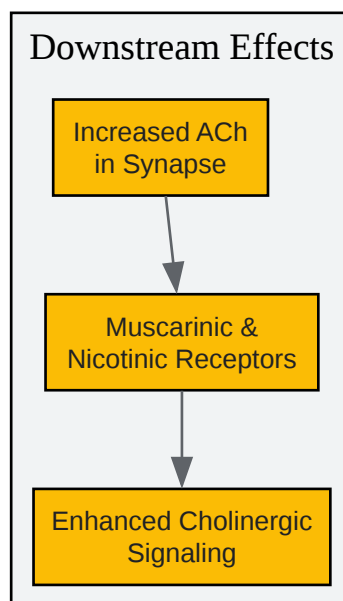 Downstream Effects
Increased ACh
in Synapse
Muscarinic &
Nicotinic Receptors
Enhanced Cholinergic
Signaling